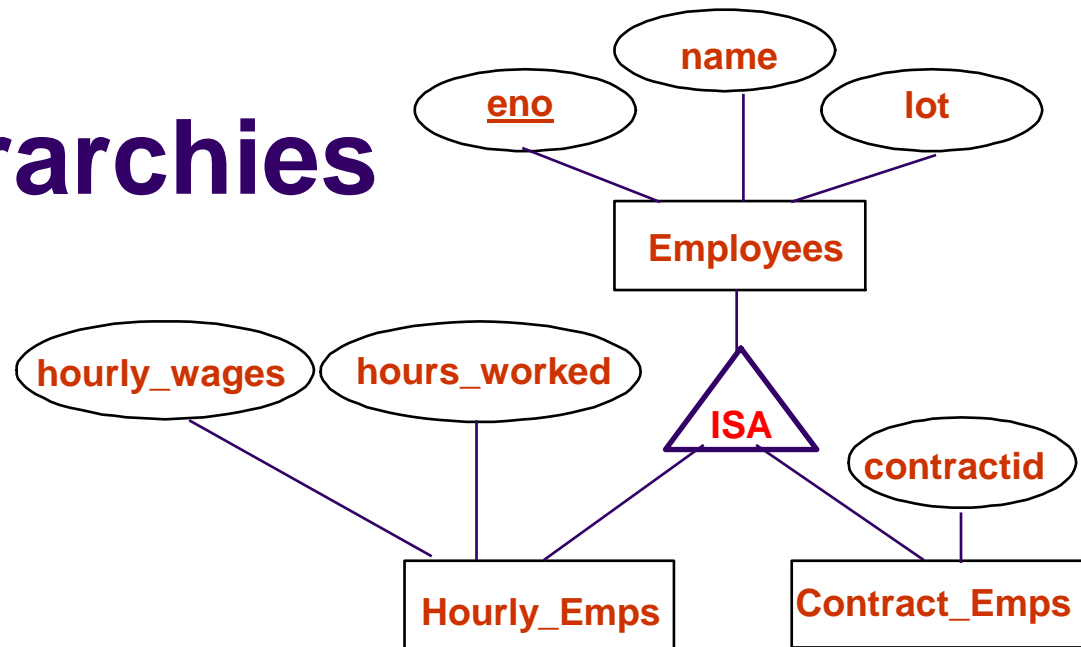 name
eno
lot
rarchies
Employees
hourly_wages
hours_worked
ISA
contractid
Hourly_Emps
Contract_Emps